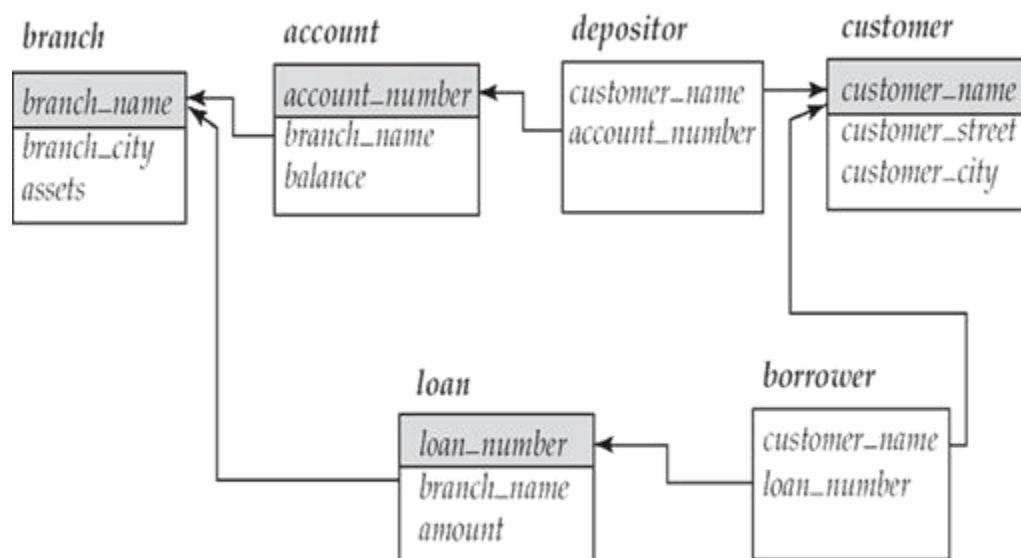 branch
branch_name
branch_city
assets
account
account_number
branch_name
balance
depositor
customer_name
account_number
customer
customer_name
customer_street
customer_city
loan
loan_number
branch_name
amount
borrower
customer_name
loan_number